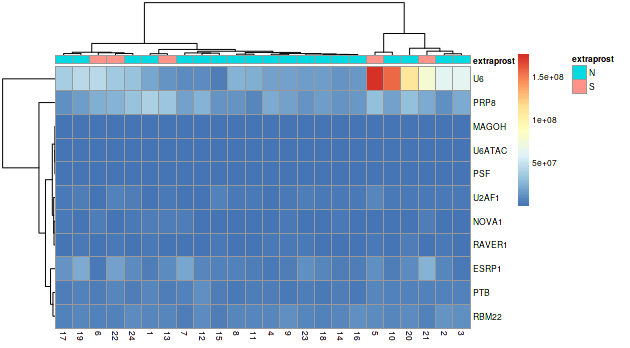 extraprost
extraprost
N
S
U6
PRP8
MAGOH
U6ATAC
PSF
U2AF1
NOVA1
RAVER1
ESRP1
PTB
RBM22
1.5e+08
1e+08
5e+07
17 19 6 22 24 1 13 7 12 15 8 11 4 9 23 18 14 16 5 10 20 21 2 3